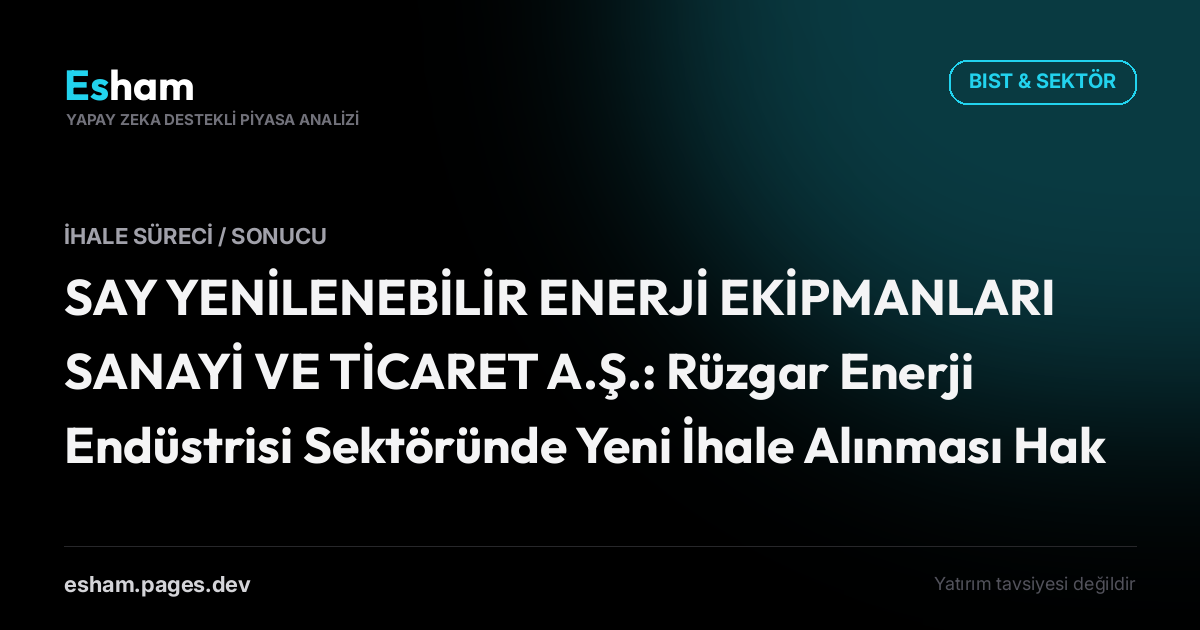 Esham
BIST & SEKTÖR
YAPAY ZEKA DESTEKLİ PİYASA ANALİZİ
İHALE SÜRECİ / SONUCU
SAY YENİLENEBİLİR ENERJİ EKİPMANLARI
SANAYİ VE TİCARET A.Ş.: Rüzgar Enerji
Endüstrisi Sektöründe Yeni İhale Alınması Hak
esham.pages.dev
Yatırım tavsiyesi değildir